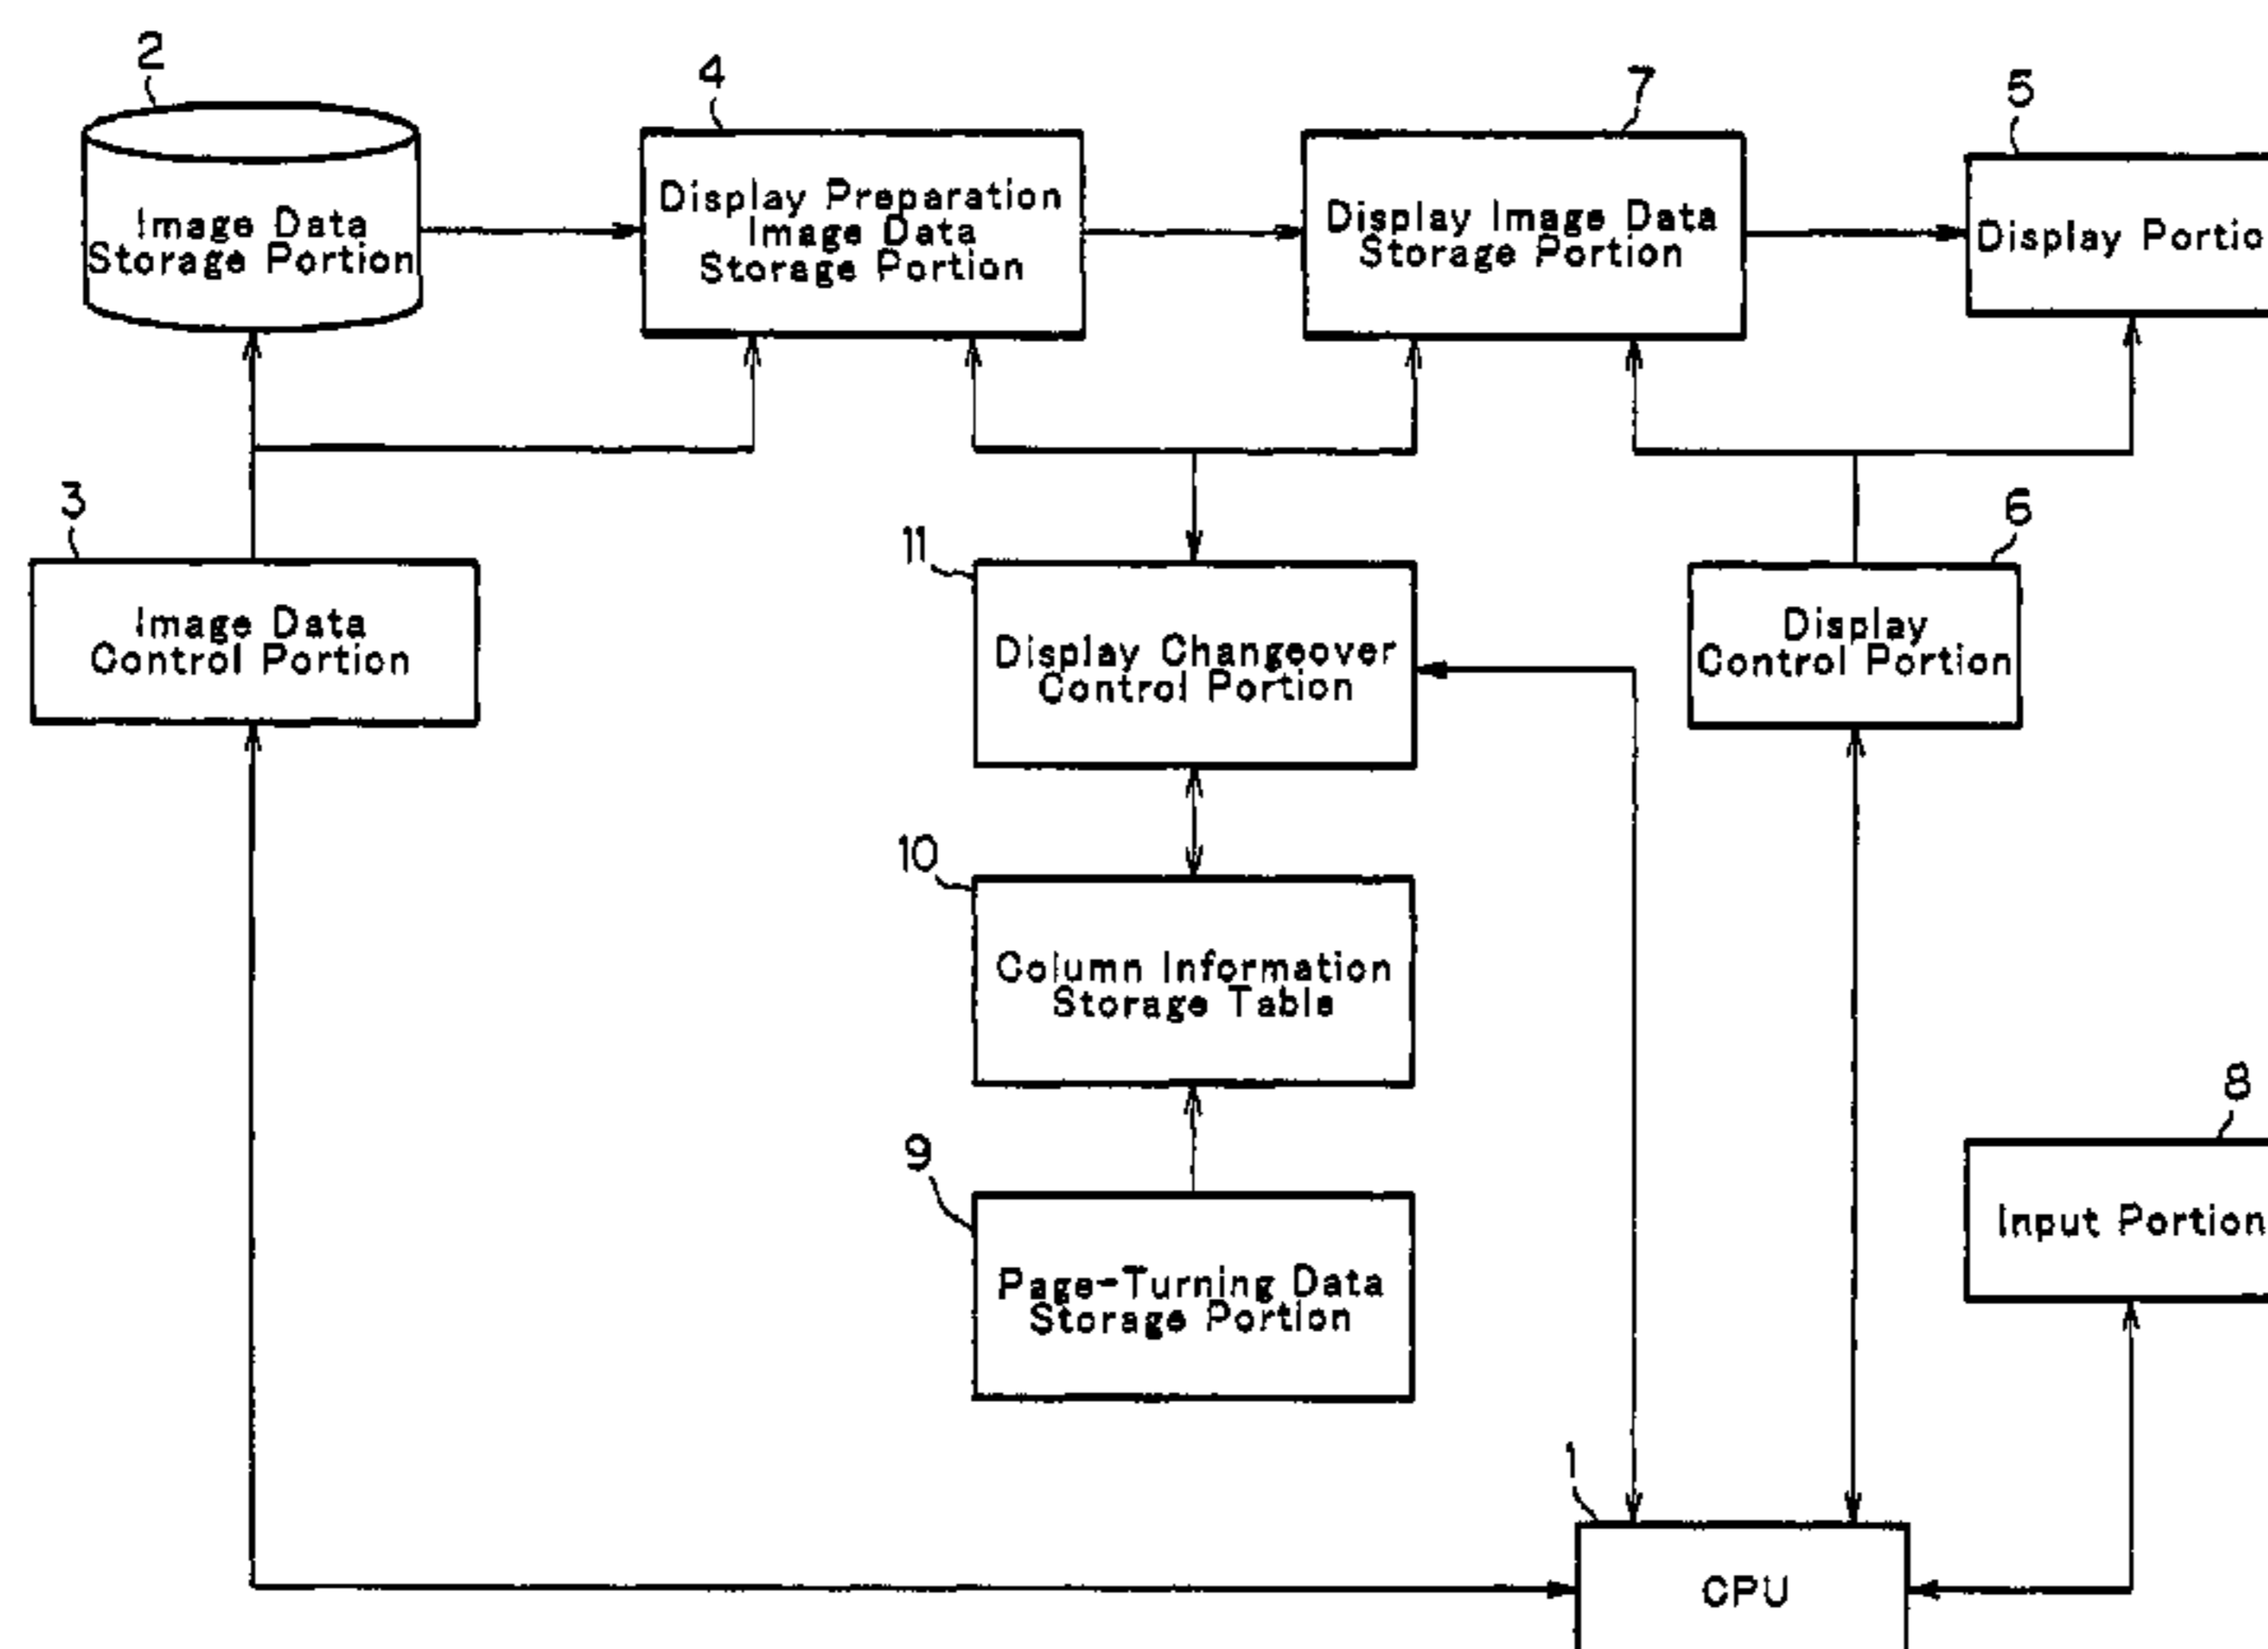 2
4
7
5
Image Data
Storage Portion
Display Preparation
Image Data
Storage Portion
Display Image Data
Storage Portion
Display Portio
3
11
6
Image Data
Control Portion
Display Changeover
Control Portion
Display
Control Portion
10
Column Information
Storage Table
8
9
Input Portion
Page-Turning Data
Storage Portion
1
CPU